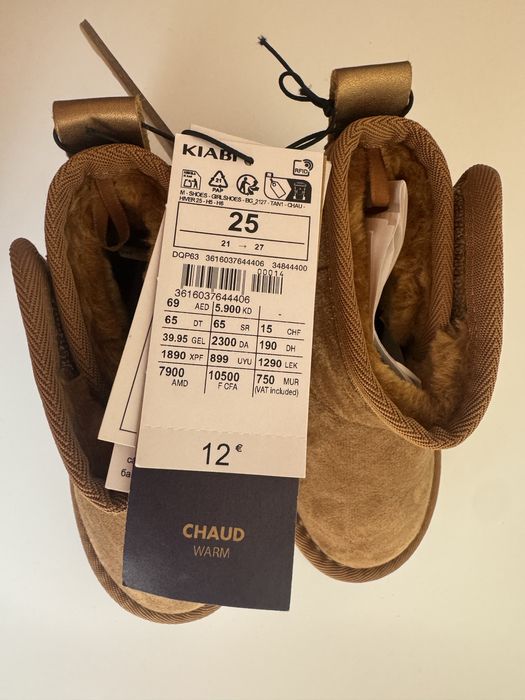 KIABI
RFID
PAP
M - SHOES - GIRLSHOES - BG_2127 - TAN1 - CHAU -
HIVER 25 - H5 - H6
25
21 → 27
DQP63 3616037644406 34844400
00014
3616037644406
69 AED 5.900 KD
65 DT 65 SR 15 CHF
39.95 GEL 2300 DA 190 DH
1890 XPF 899 UYU 1290 LEK
7900 AMD 10500 F CFA 750 MUR
(VAT included)
12 €
CHAUD
WARM